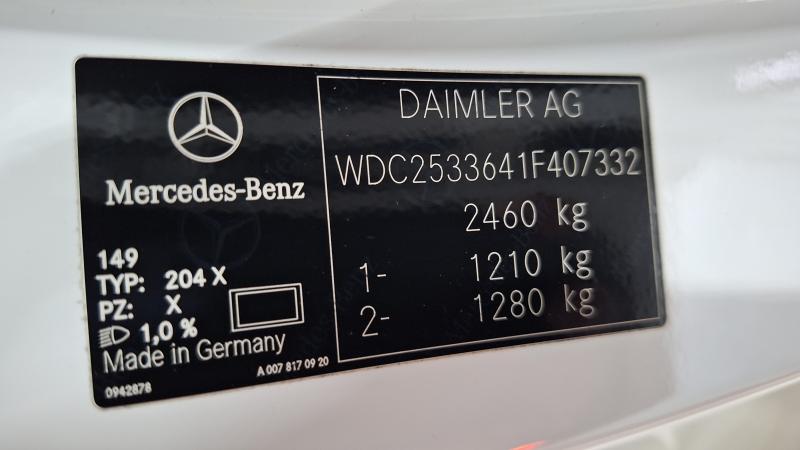 Mercedes-Benz
149
TYP: 204 X
PZ: X
1,0 %
Made in Germany
A 007 817 09 20
0942878
DAIMLER AG
WDC2533641F407332
2460 kg
1- 1210 kg
2- 1280 kg